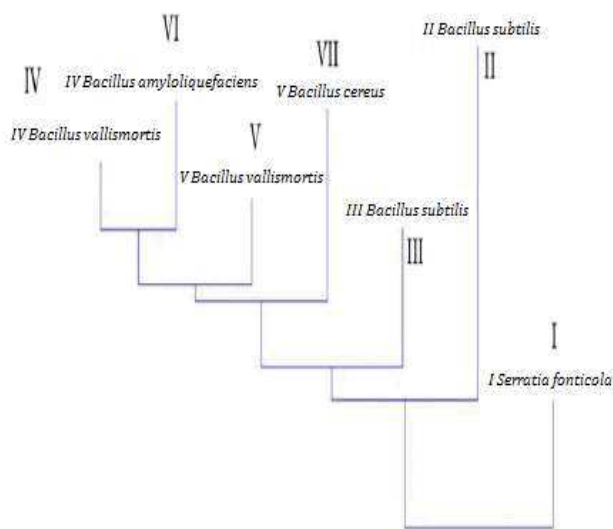 VI
II Bacillus subtilis
VII
II
IV
IV Bacillus amyloliquefaciens
V Bacillus cereus
IV Bacillus vallismortis
V
V Bacillus vallismortis
III Bacillus subtilis
III
I
I Serratia fonticola